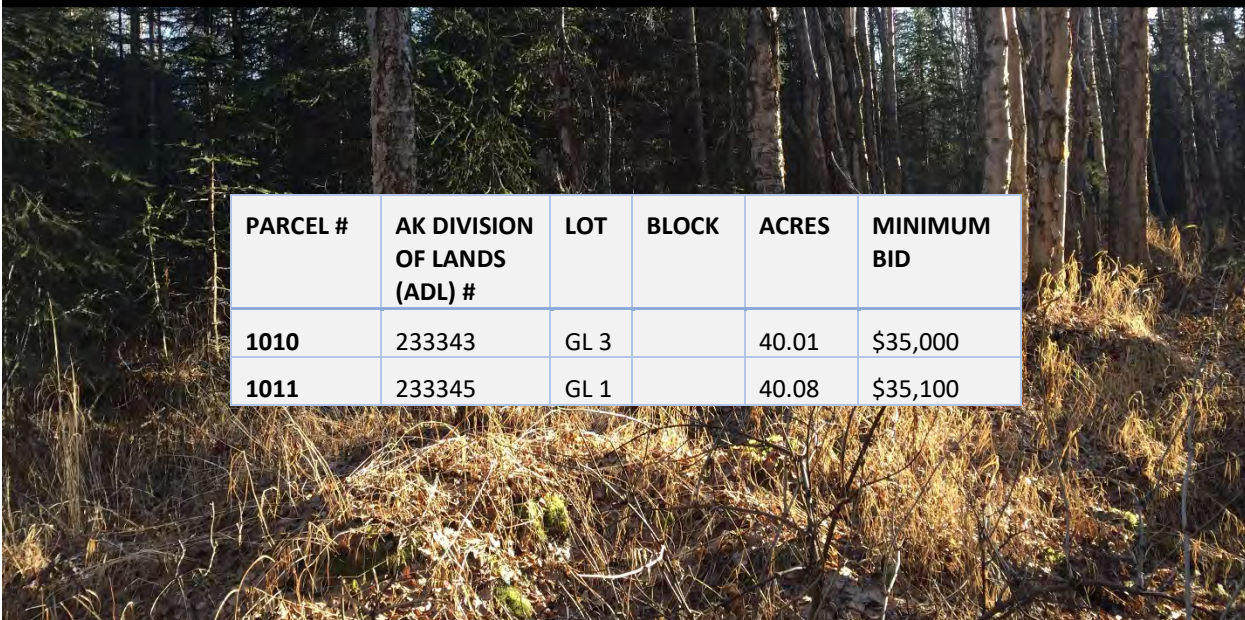 PARCEL # AK DIVISION OF LANDS (ADL) # LOT BLOCK ACRES MINIMUM BID
1010 233343 GL 3 40.01 $35,000
1011 233345 GL 1 40.08 $35,100